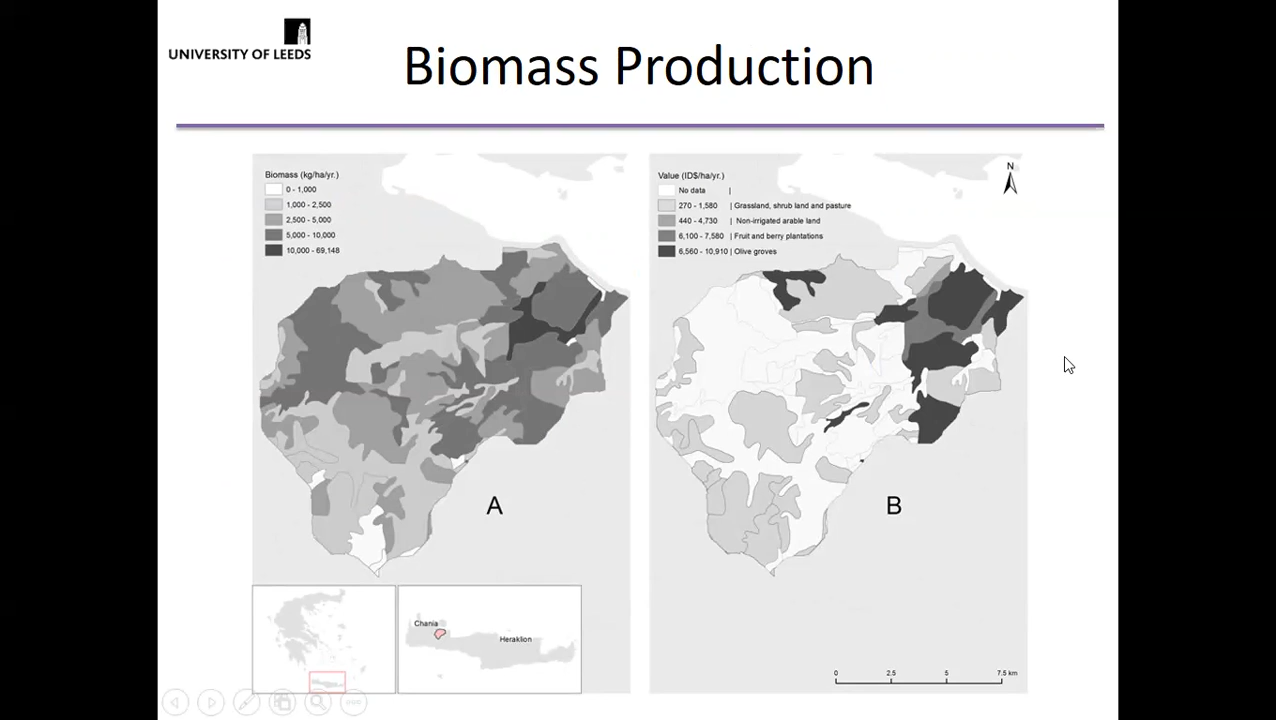 UNIVERSITY OF LEEDS
Biomass Production
Biomass (kg/ha/yr.)
0 - 1,000
1,000 - 2,500
2,500 - 5,000
5,000 - 10,000
10,000 - 69,148
A
Chania
Heraklion
Value (ID$/ha/yr.)
No data |
270 - 1,580 | Grassland, shrub land and pasture
440 - 4,730 | Non-irrigated arable land
6,100 - 7,580 | Fruit and berry plantations
6,560 - 10,910 | Olive groves
N
B
0 2.5 5 7.5 km